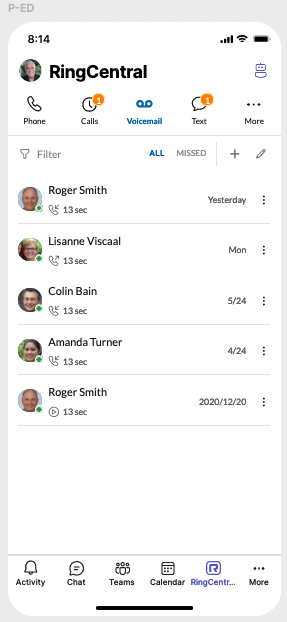 P-ED
8:14
RingCentral
1
1
Phone Calls Voicemail Text More
Filter ALL MISSED
Roger Smith
13 sec Yesterday
Lisanne Viscaal
13 sec Mon
Colin Bain
13 sec 5/24
Amanda Turner
13 sec 4/24
Roger Smith
13 sec 2020/12/20
Activity Chat Teams Calendar RingCentr... More